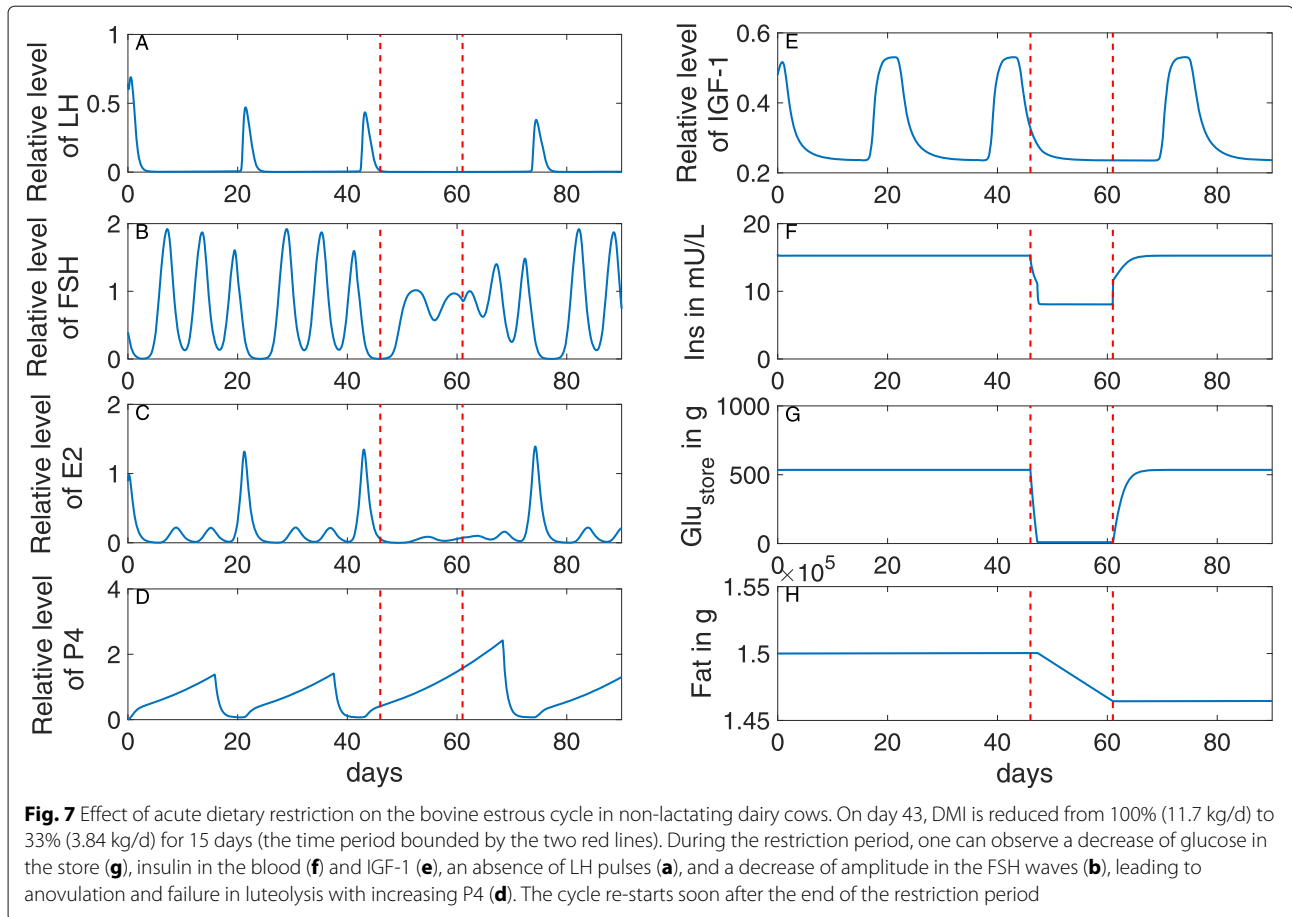 A
Relative level
of LH
1
0.5
0
0 20 40 60 80
B
Relative level
of FSH
2
1
0
0 20 40 60 80
C
Relative level
of E2
2
1
0
0 20 40 60 80
D
Relative level
of P4
4
2
0
0 20 40 60 80
days
E
Relative level
of IGF-1
0.6
0.4
0.2
0 20 40 60 80
F
Ins in mU/L
20
10
0
0 20 40 60 80
G
Glu_store in g
1000
500
0
0 20 40 60 80
H
Fat in g
×10^5
1.55
1.5
1.45
0 20 40 60 80
days
Fig. 7 Effect of acute dietary restriction on the bovine estrous cycle in non-lactating dairy cows. On day 43, DMI is reduced from 100% (11.7 kg/d) to
33% (3.84 kg/d) for 15 days (the time period bounded by the two red lines). During the restriction period, one can observe a decrease of glucose in
the store (g), insulin in the blood (f) and IGF-1 (e), an absence of LH pulses (a), and a decrease of amplitude in the FSH waves (b), leading to
anovulation and failure in luteolysis with increasing P4 (d). The cycle re-starts soon after the end of the restriction period